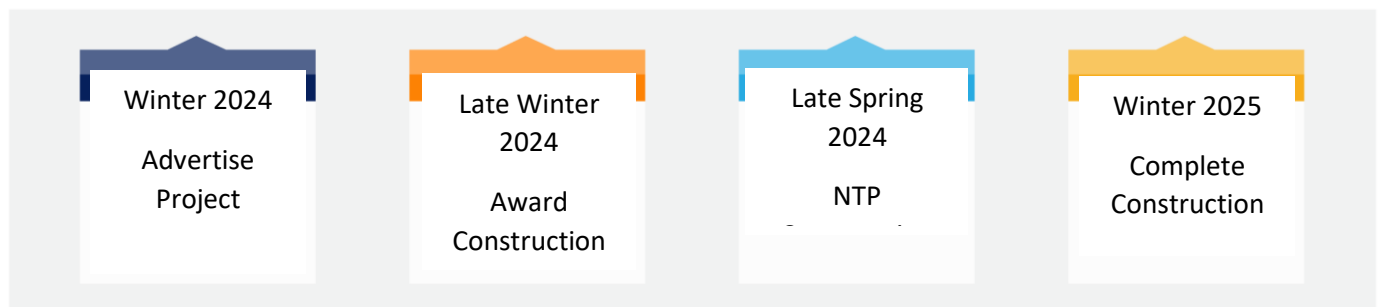 Winter 2024
Advertise
Project
Late Winter
2024
Award
Construction
Late Spring
2024
NTP
Winter 2025
Complete
Construction